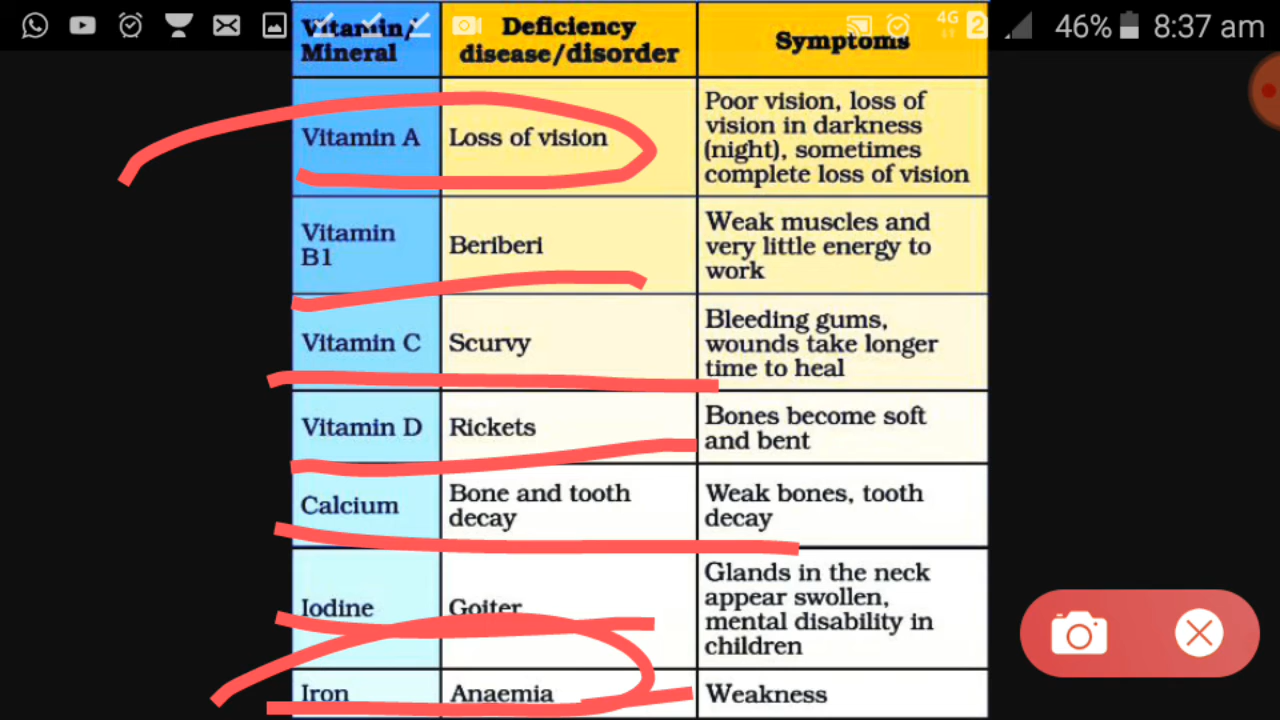 4G
2
46%
8:37 am
Vitamin/
Mineral
Deficiency
disease/disorder
Symptoms
Vitamin A
Loss of vision
Poor vision, loss of
vision in darkness
(night), sometimes
complete loss of vision
Vitamin
B1
Beriberi
Weak muscles and
very little energy to
work
Vitamin C
Scurvy
Bleeding gums,
wounds take longer
time to heal
Vitamin D
Rickets
Bones become soft
and bent
Calcium
Bone and tooth
decay
Weak bones, tooth
decay
Iodine
Goiter
Glands in the neck
appear swollen,
mental disability in
children
Iron
Anaemia
Weakness